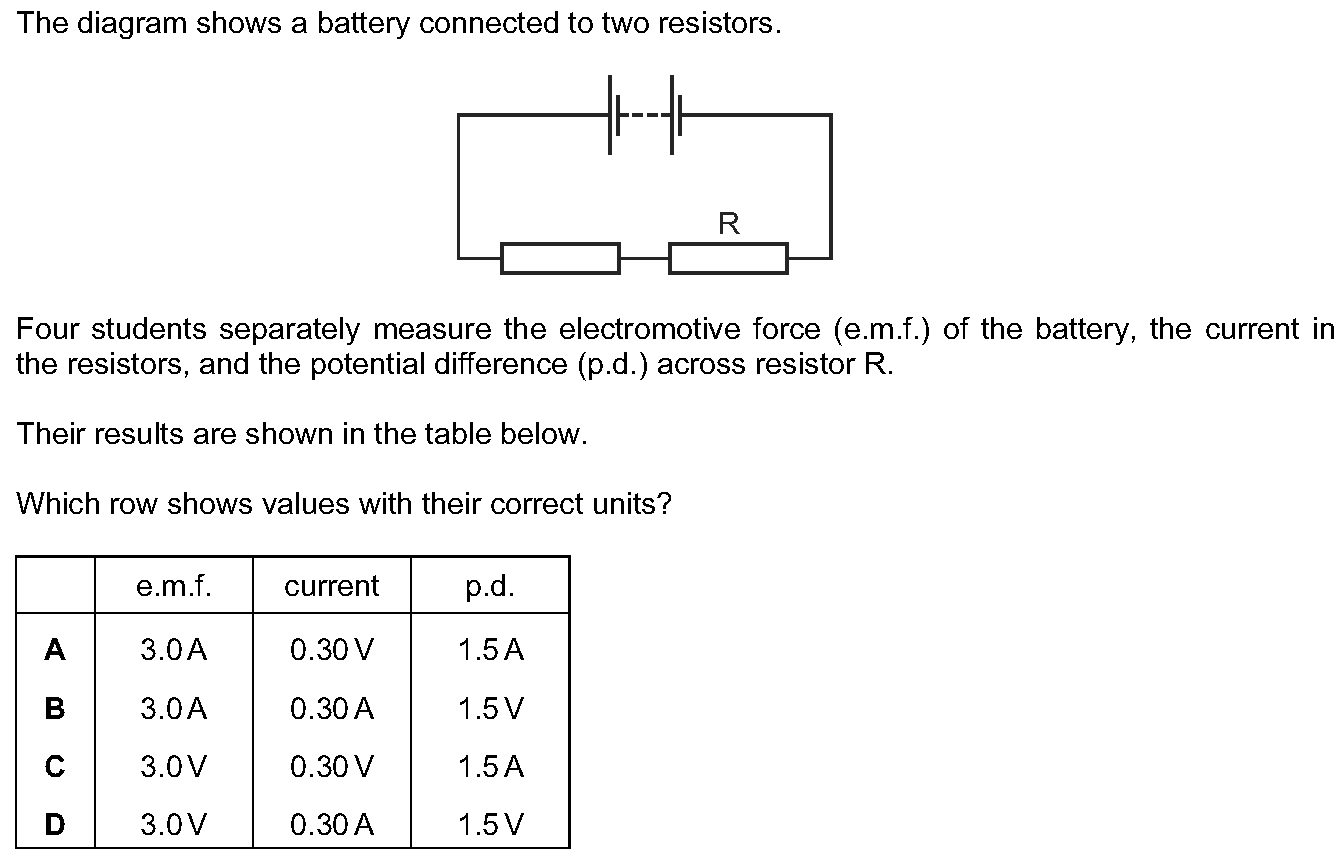 The diagram shows a battery connected to two resistors.
R
Four students separately measure the electromotive force (e.m.f.) of the battery, the current in
the resistors, and the potential difference (p.d.) across resistor R.
Their results are shown in the table below.
Which row shows values with their correct units?
e.m.f. current p.d.
A 3.0 A 0.30 V 1.5 A
B 3.0 A 0.30 A 1.5 V
C 3.0 V 0.30 V 1.5 A
D 3.0 V 0.30 A 1.5 V